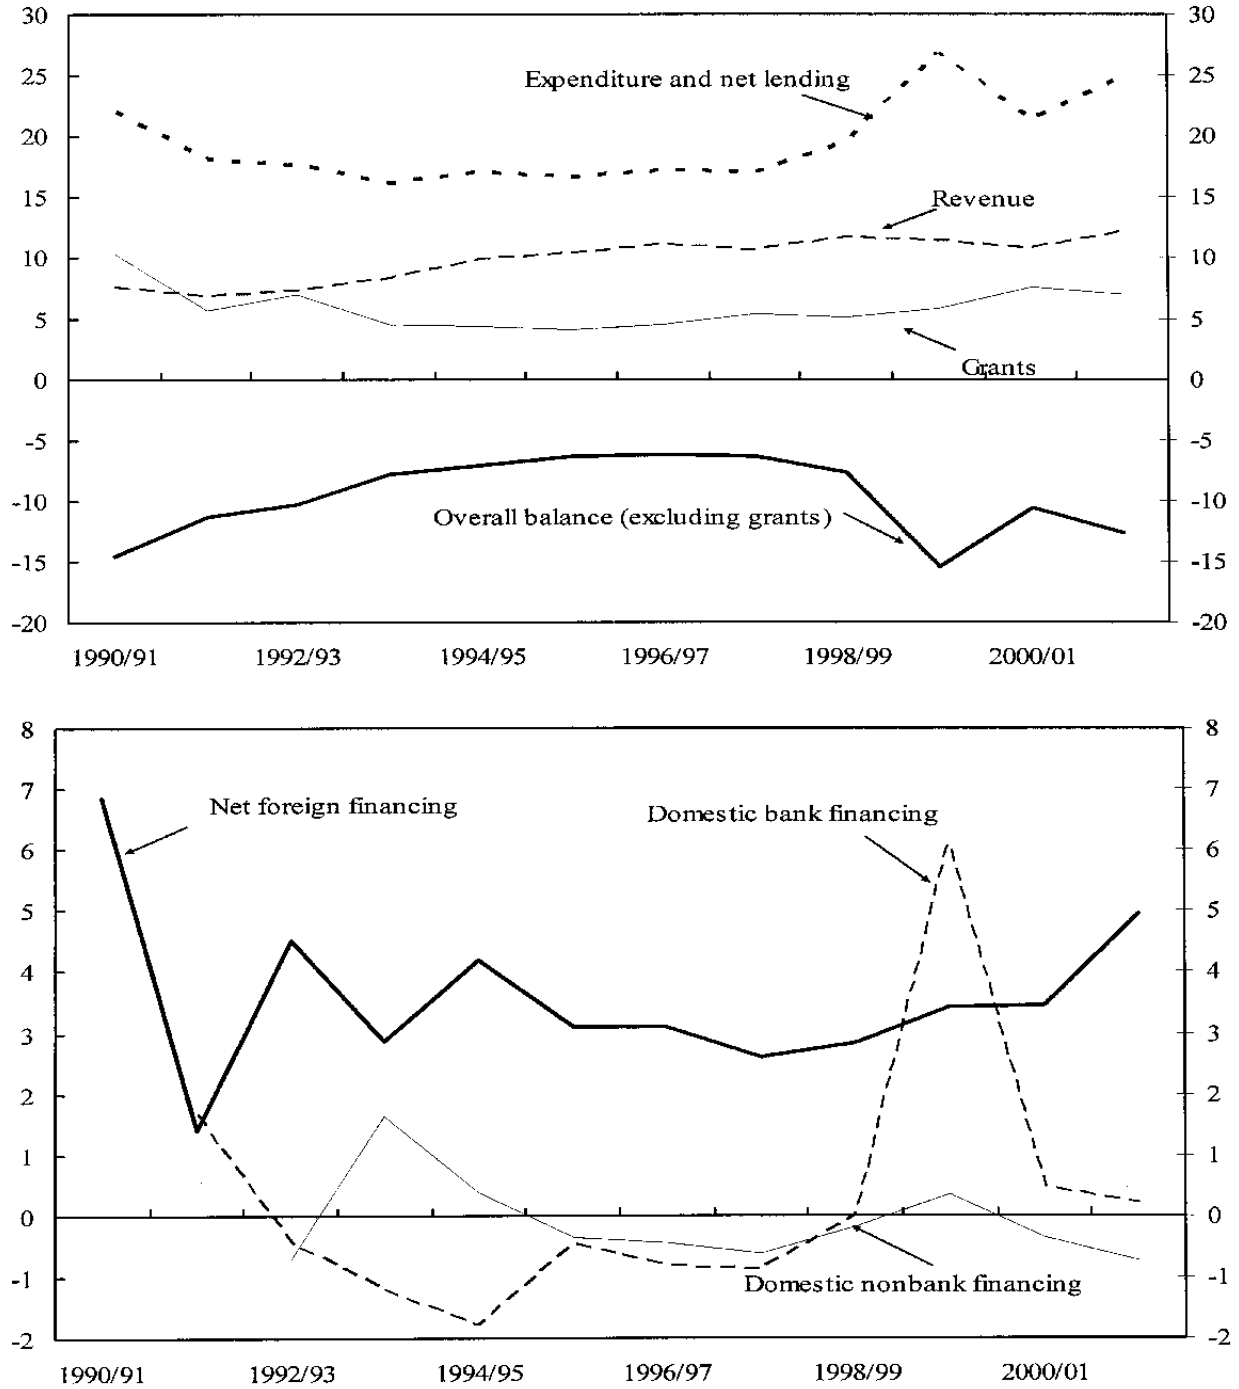 30 30
25 Expenditure and net lending 25
20 20
15 Revenue 15
10 10
5 5
Grants
0 0
-5 -5
-10 Overall balance (excluding grants) -10
-15 -15
-20 -20
1990/91 1992/93 1994/95 1996/97 1998/99 2000/01
8 8
7 Net foreign financing 7
Domestic bank financing
6 6
5 5
4 4
3 3
2 2
1 1
0 0
-1 Domestic nonbank financing -1
-2 -2
1990/91 1992/93 1994/95 1996/97 1998/99 2000/01